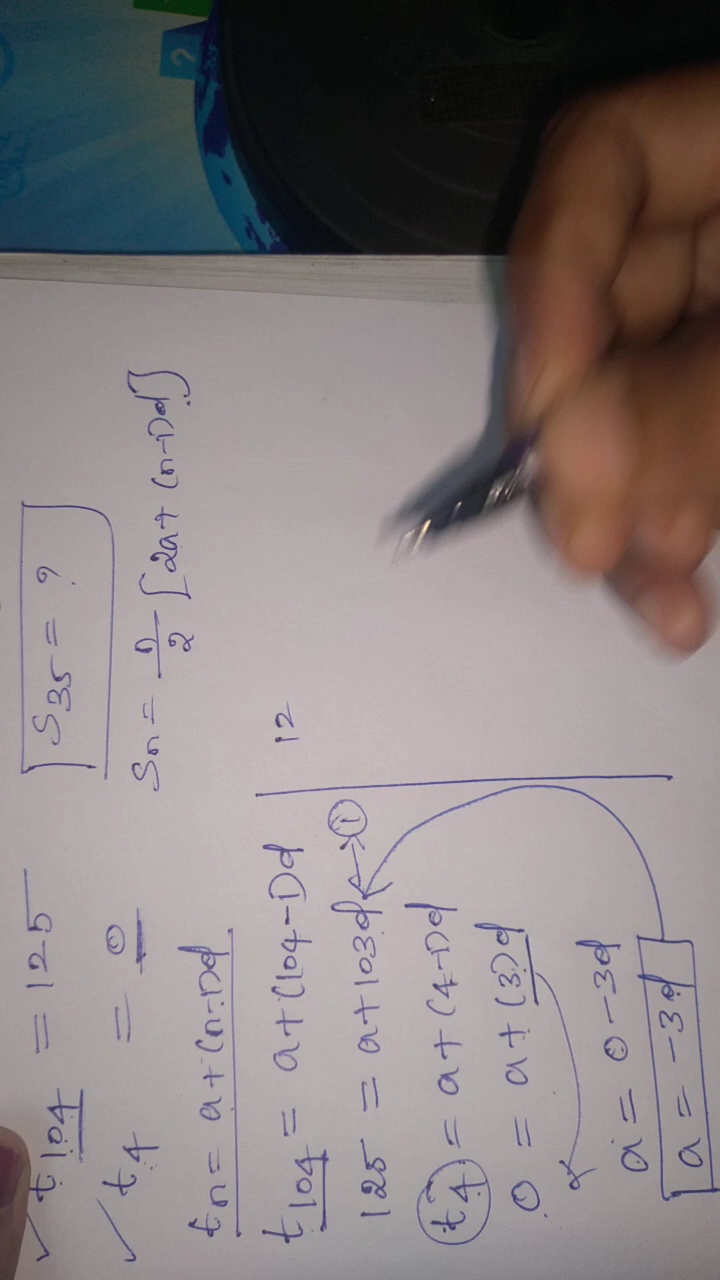 t104 = 125
t4 = 0
S35 = ?
Sn = n/2 [2a + (n-1)d]
tn = a + (n-1)d
t104 = a + (104-1)d
125 = a + 103d → ①
t4 = a + (4-1)d
0 = a + (3)d
a = 0 - 3d
a = -3d
12
?